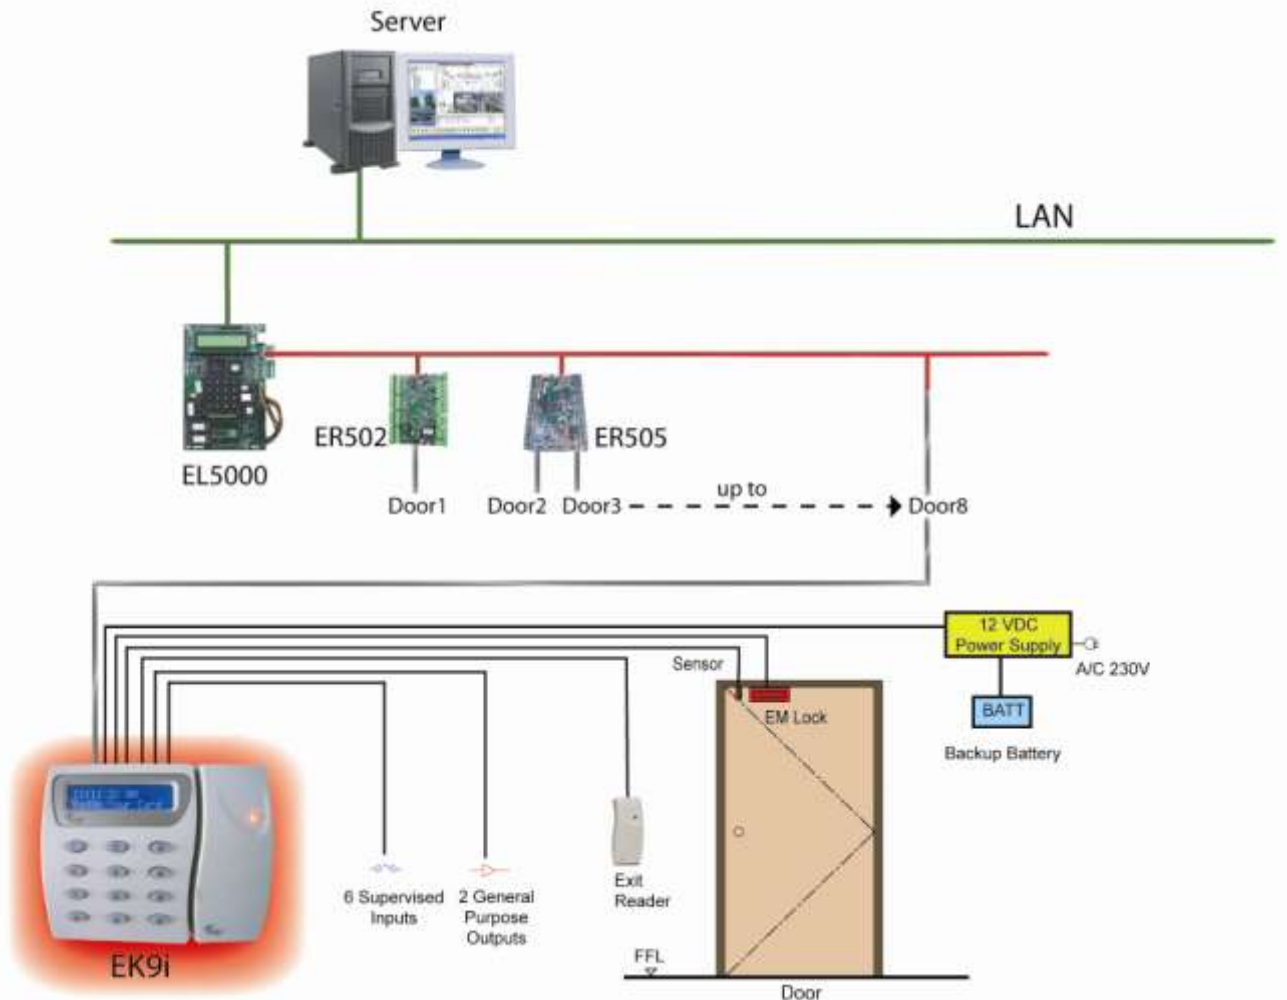 Server
LAN
EL5000
ER502
ER505
Door1
Door2
Door3
up to
Door8
12 VDC
Power Supply
A/C 230V
BATT
Backup Battery
Sensor
EM Lock
6 Supervised
Inputs
2 General
Purpose
Outputs
Exit
Reader
FFL
Door
EK9i